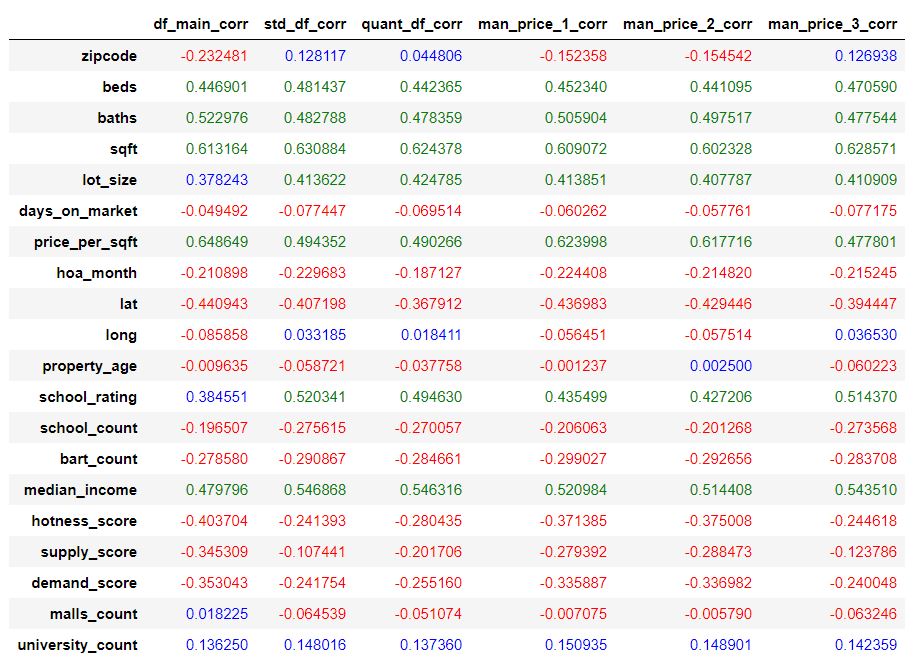 df_main_corr std_df_corr quant_df_corr man_price_1_corr man_price_2_corr man_price_3_corr
zipcode -0.232481 0.128117 0.044806 -0.152358 -0.154542 0.126938
beds 0.446901 0.481437 0.442365 0.452340 0.441095 0.470590
baths 0.522976 0.482788 0.478359 0.505904 0.497517 0.477544
sqft 0.613164 0.630884 0.624378 0.609072 0.602328 0.628571
lot_size 0.378243 0.413622 0.424785 0.413851 0.407787 0.410909
days_on_market -0.049492 -0.077447 -0.069514 -0.060262 -0.057761 -0.077175
price_per_sqft 0.648649 0.494352 0.490266 0.623998 0.617716 0.477801
hoa_month -0.210898 -0.229683 -0.187127 -0.224408 -0.214820 -0.215245
lat -0.440943 -0.407198 -0.367912 -0.436983 -0.429446 -0.394447
long -0.085858 0.033185 0.018411 -0.056451 -0.057514 0.036530
property_age -0.009635 -0.058721 -0.037758 -0.001237 0.002500 -0.060223
school_rating 0.384551 0.520341 0.494630 0.435499 0.427206 0.514370
school_count -0.196507 -0.275615 -0.270057 -0.206063 -0.201268 -0.273568
bart_count -0.278580 -0.290867 -0.284661 -0.299027 -0.292656 -0.283708
median_income 0.479796 0.546868 0.546316 0.520984 0.514408 0.543510
hotness_score -0.403704 -0.241393 -0.280435 -0.371385 -0.375008 -0.244618
supply_score -0.345309 -0.107441 -0.201706 -0.279392 -0.288473 -0.123786
demand_score -0.353043 -0.241754 -0.255160 -0.335887 -0.336982 -0.240048
malls_count 0.018225 -0.064539 -0.051074 -0.007075 -0.005790 -0.063246
university_count 0.136250 0.148016 0.137360 0.150935 0.148901 0.142359